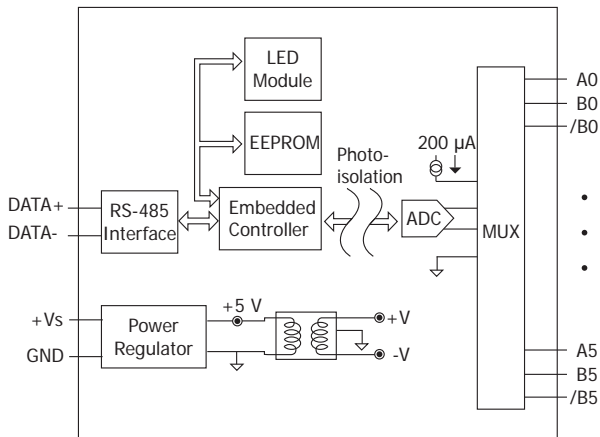 LED
Module
EEPROM
Photo-
isolation
200 µA
A0
B0
/B0
DATA+
DATA-
RS-485
Interface
Embedded
Controller
ADC
MUX
+Vs
GND
Power
Regulator
+5 V
+V
-V
A5
B5
/B5